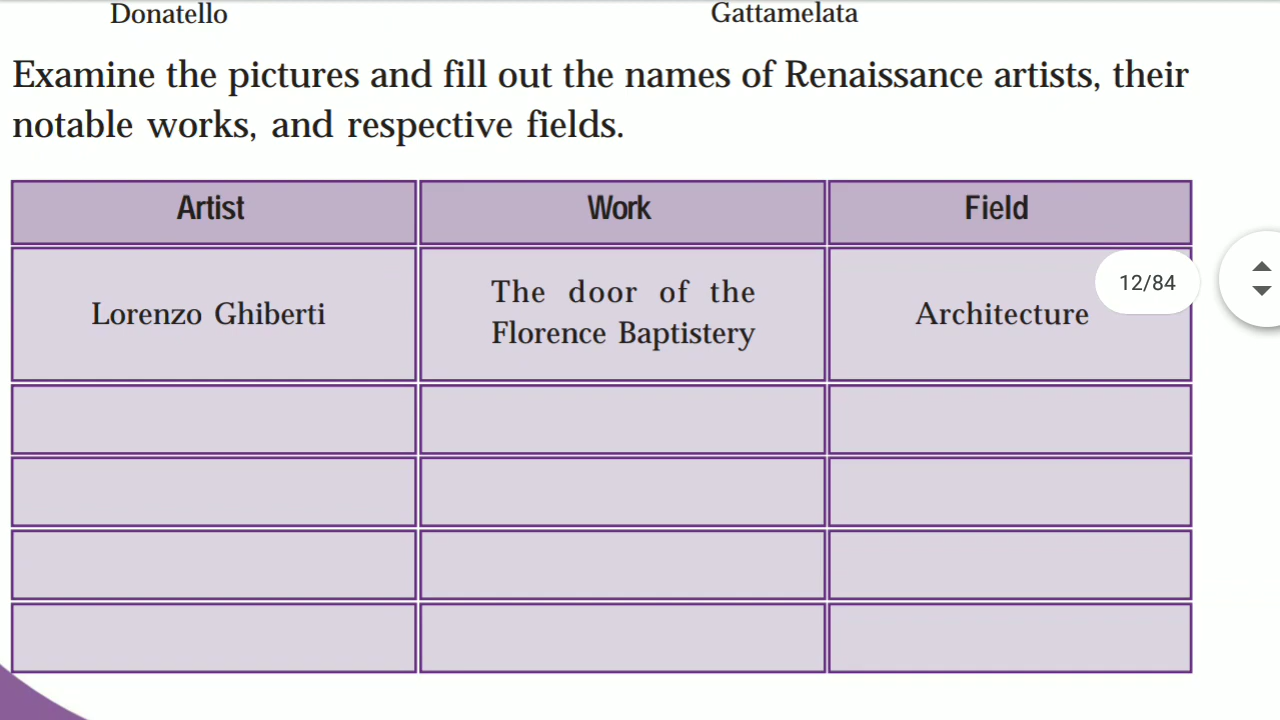 Donatello Gattamelata
Examine the pictures and fill out the names of Renaissance artists, their
notable works, and respective fields.
Artist Work Field
Lorenzo Ghiberti
The door of the
Florence Baptistery
Architecture
12/84